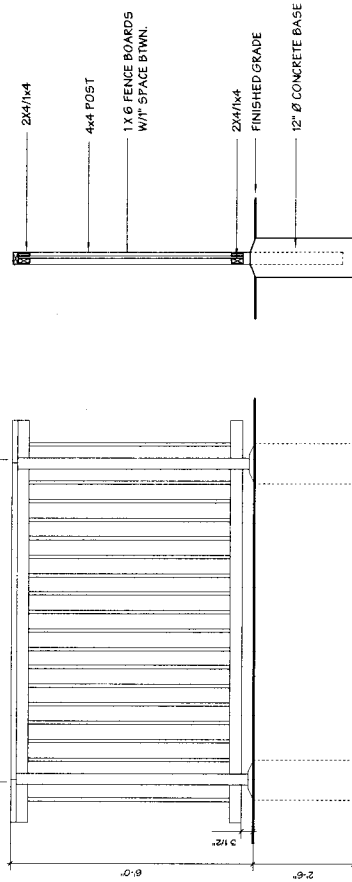 2X4/1x4
4x4 POST
1 X 6 FENCE BOARDS
W/1" SPACE BTWN.
2X4/1x4
FINISHED GRADE
12" Ø CONCRETE BASE
6'-0"
3 1/2"
2'-6"